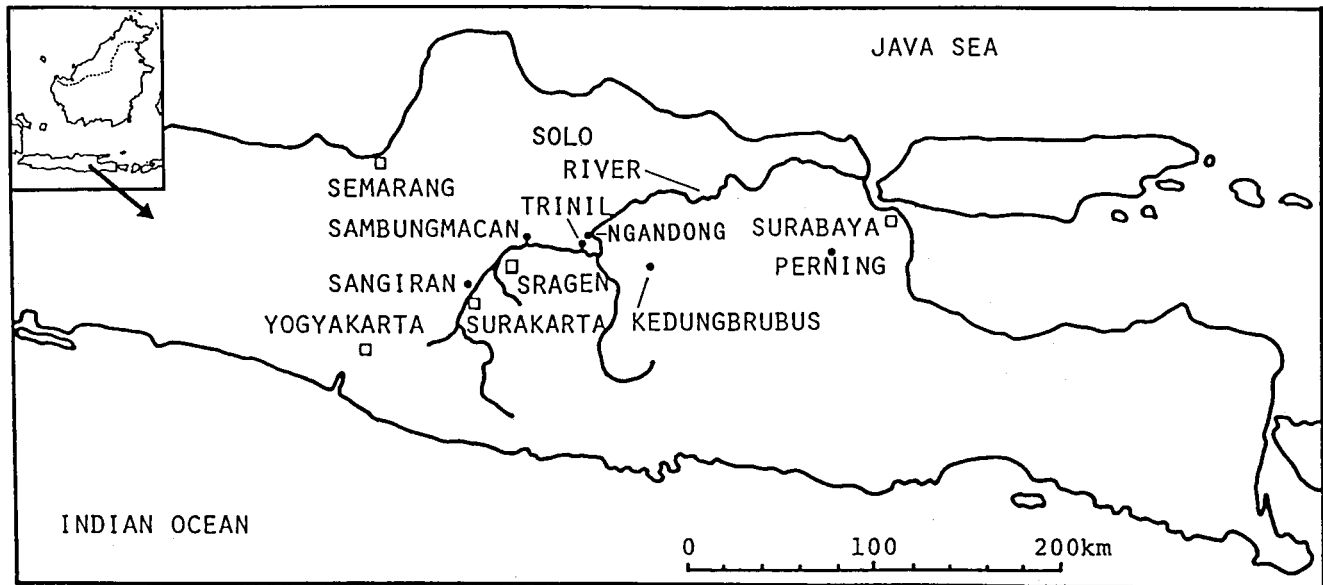 JAVA SEA
SOLO
RIVER
SEMARANG
TRINIL
SAMBUNGMACAN
NGANDONG
SURABAYA
PERNING
SANGIRAN
SRAGEN
YOGYAKARTA
SURAKARTA
KEDUNGBRUBUS
INDIAN OCEAN
0 100 200km